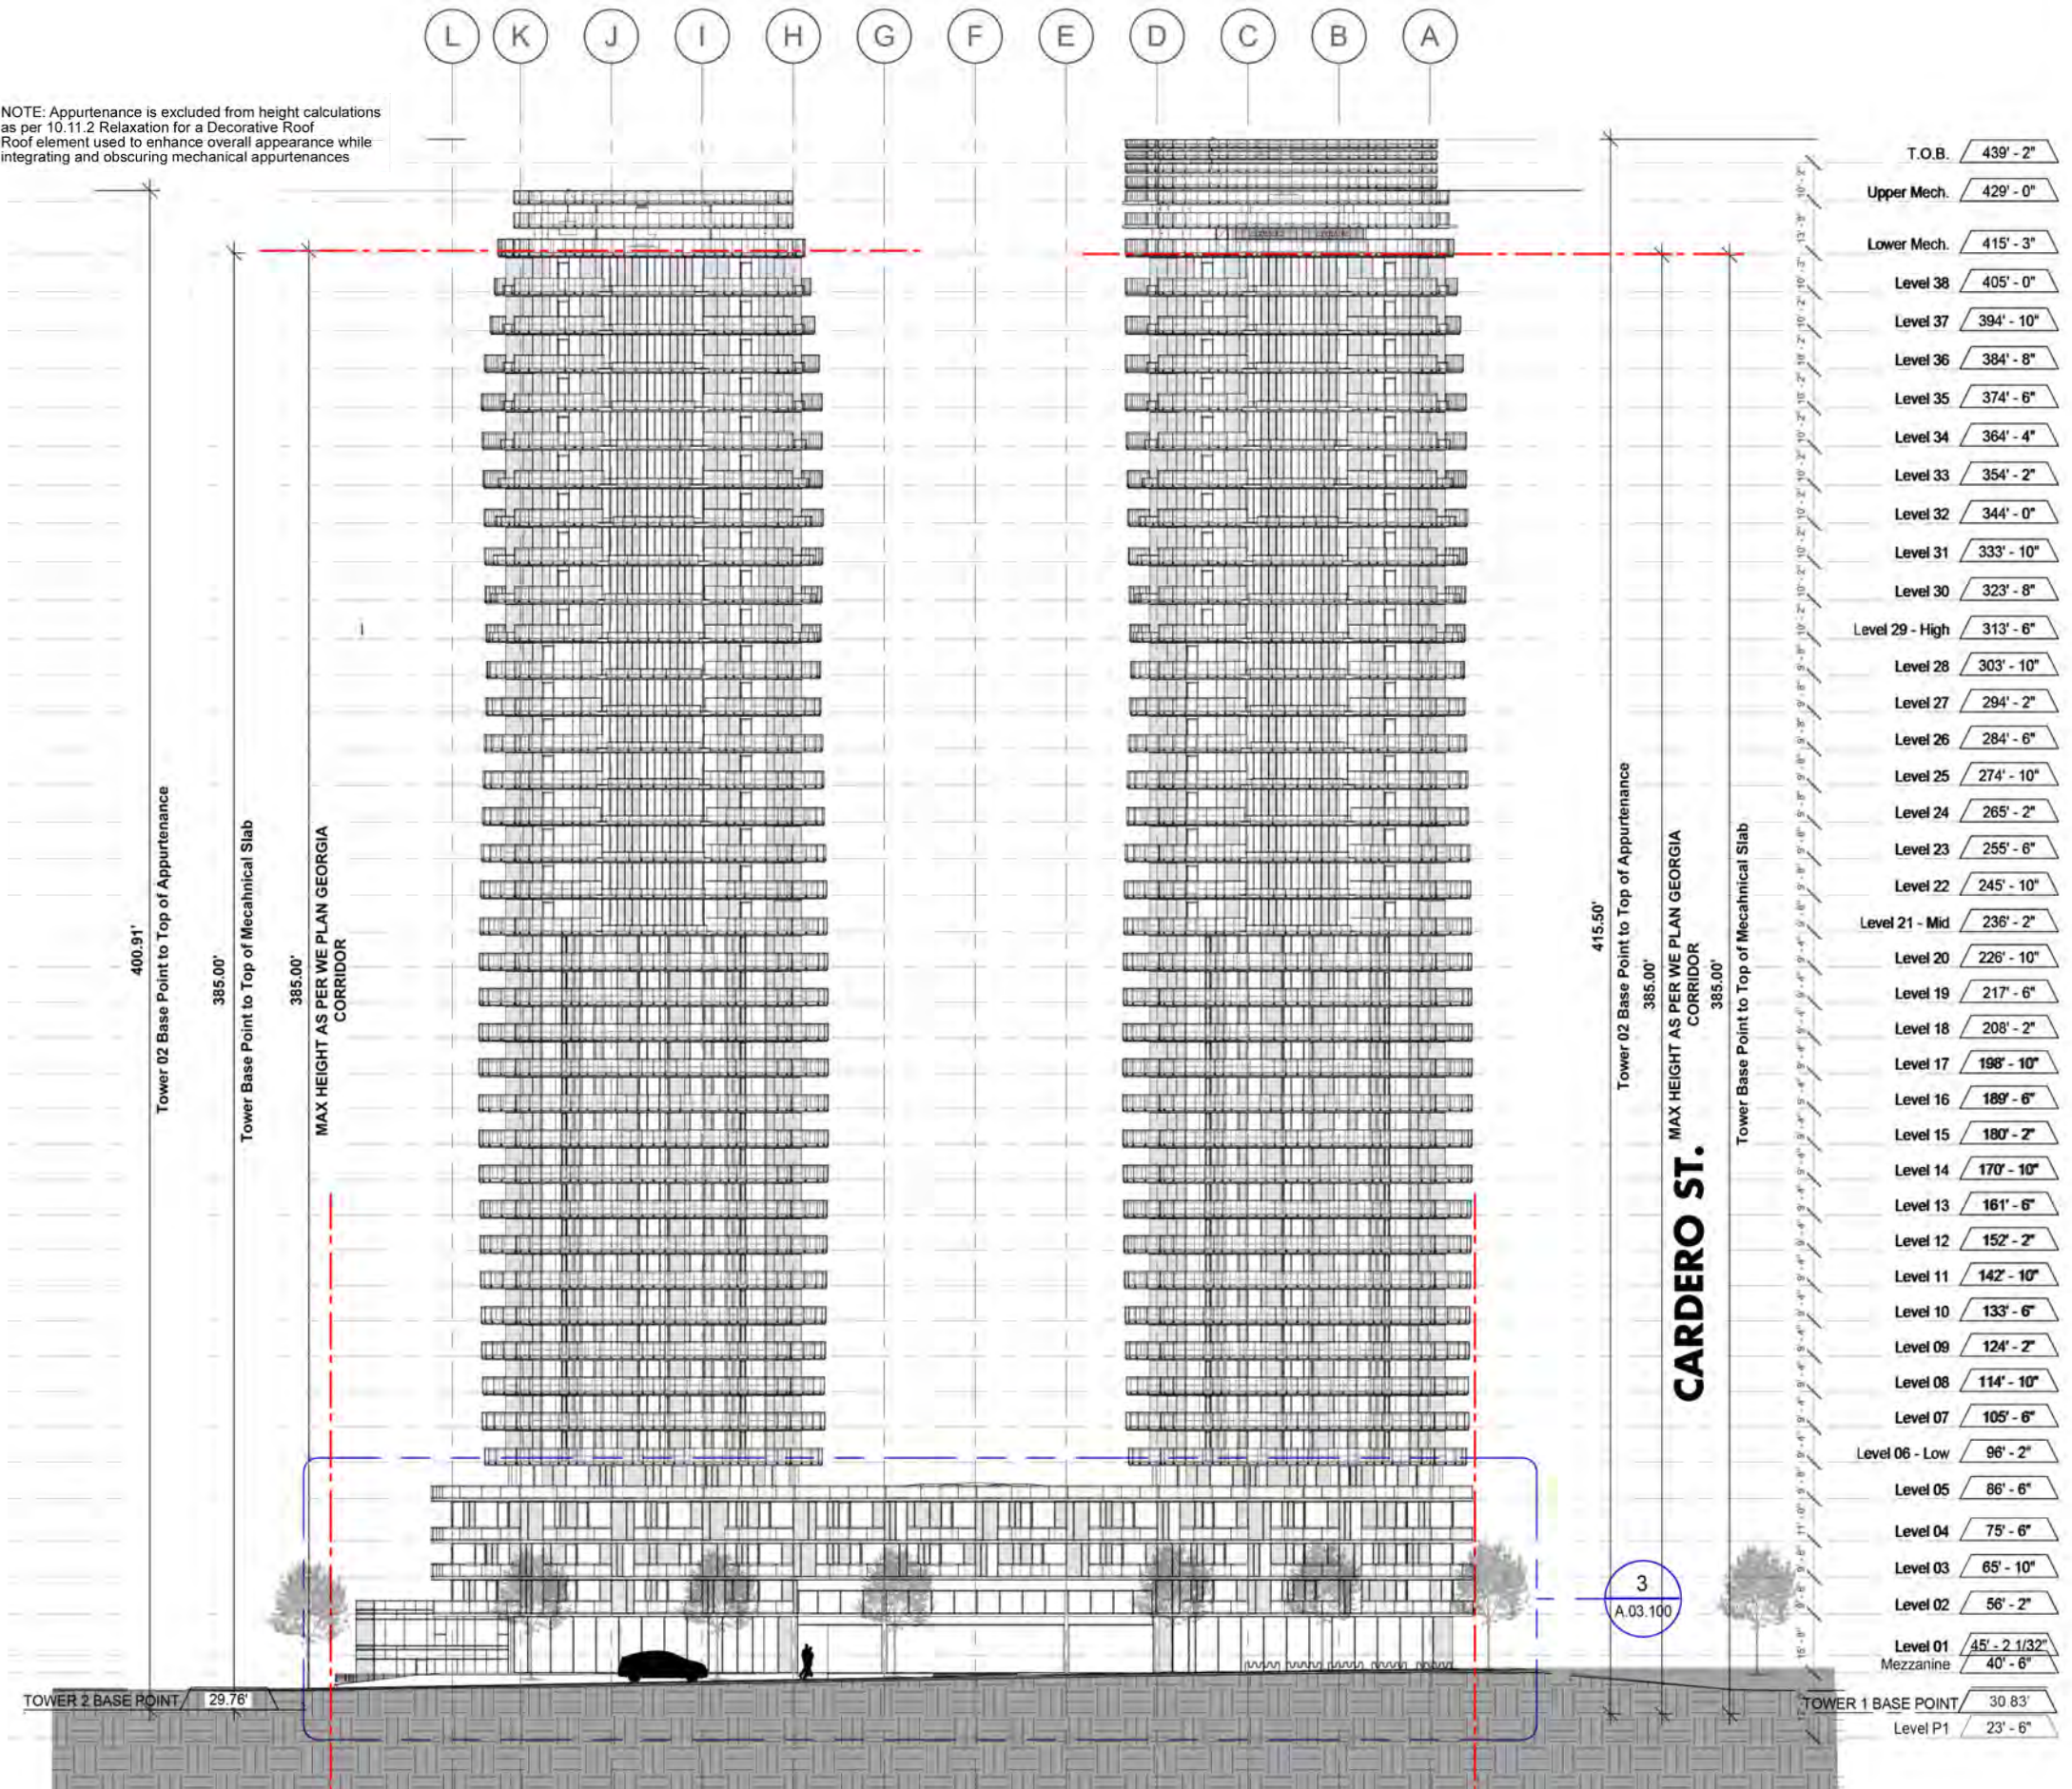 L K J I H G F E D C B A
NOTE: Appurtenance is excluded from height calculations
as per 10.11.2 Relaxation for a Decorative Roof
Roof element used to enhance overall appearance while
integrating and obscuring mechanical appurtenances
400.91'
Tower 02 Base Point to Top of Appurtenance
385.00'
Tower Base Point to Top of Mecahnical Slab
385.00'
MAX HEIGHT AS PER WE PLAN GEORGIA
CORRIDOR
415.50'
Tower 02 Base Point to Top of Appurtenance
385.00'
MAX HEIGHT AS PER WE PLAN GEORGIA
CORRIDOR
385.00'
Tower Base Point to Top of Mecahnical Slab
CARDERO ST.
T.O.B. 439' - 2"
Upper Mech. 429' - 0"
Lower Mech. 415' - 3"
Level 38 405' - 0"
Level 37 394' - 10"
Level 36 384' - 8"
Level 35 374' - 6"
Level 34 364' - 4"
Level 33 354' - 2"
Level 32 344' - 0"
Level 31 333' - 10"
Level 30 323' - 8"
Level 29 - High 313' - 6"
Level 28 303' - 10"
Level 27 294' - 2"
Level 26 284' - 6"
Level 25 274' - 10"
Level 24 265' - 2"
Level 23 255' - 6"
Level 22 245' - 10"
Level 21 - Mid 236' - 2"
Level 20 226' - 10"
Level 19 217' - 6"
Level 18 208' - 2"
Level 17 198' - 10"
Level 16 189' - 6"
Level 15 180' - 2"
Level 14 170' - 10"
Level 13 161' - 6"
Level 12 152' - 2"
Level 11 142' - 10"
Level 10 133' - 6"
Level 09 124' - 2"
Level 08 114' - 10"
Level 07 105' - 6"
Level 06 - Low 96' - 2"
Level 05 86' - 6"
Level 04 75' - 6"
Level 03 65' - 10"
Level 02 56' - 2"
Level 01 45' - 2 1/32"
Mezzanine 40' - 6"
3
A.03.100
TOWER 2 BASE POINT 29.76'
TOWER 1 BASE POINT 30.83'
Level P1 23' - 6"